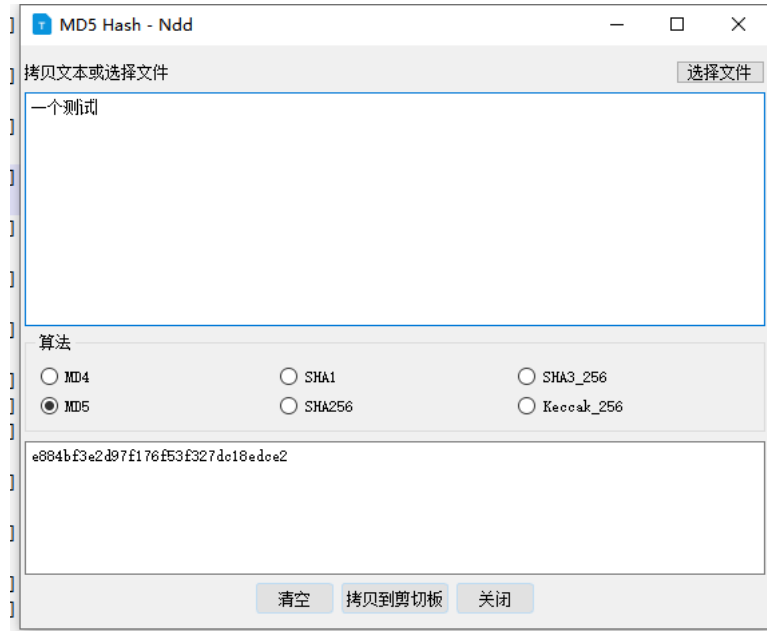 MD5 Hash - Ndd
拷贝文本或选择文件
选择文件
一个测试
算法
MD4
SHA1
SHA3_256
MD5
SHA256
Keccak_256
e884bf3e2d97f176f53f327dc18edce2
清空
拷贝到剪切板
关闭